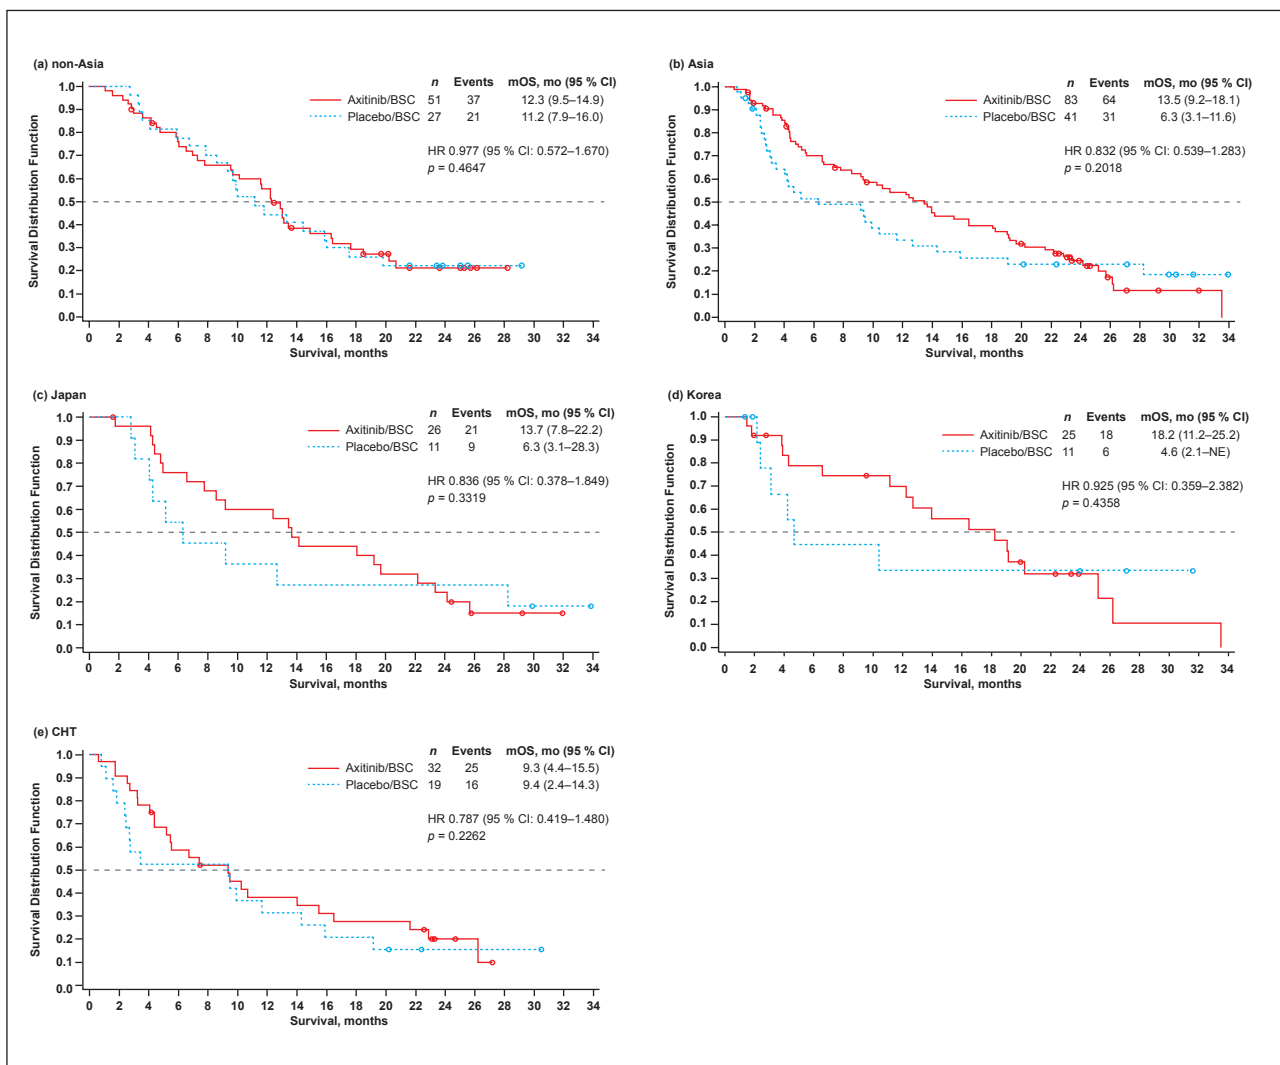 (a) non-Asia
n Events mOS, mo (95 % CI)
Axitinib/BSC 51 37 12.3 (9.5–14.9)
Placebo/BSC 27 21 11.2 (7.9–16.0)
HR 0.977 (95 % CI: 0.572–1.670)
p = 0.4647
Survival Distribution Function
1.0
0.9
0.8
0.7
0.6
0.5
0.4
0.3
0.2
0.1
0.0
0 2 4 6 8 10 12 14 16 18 20 22 24 26 28 30 32 34
Survival, months
(b) Asia
n Events mOS, mo (95 % CI)
Axitinib/BSC 83 64 13.5 (9.2–18.1)
Placebo/BSC 41 31 6.3 (3.1–11.6)
HR 0.832 (95 % CI: 0.539–1.283)
p = 0.2018
Survival Distribution Function
1.0
0.9
0.8
0.7
0.6
0.5
0.4
0.3
0.2
0.1
0.0
0 2 4 6 8 10 12 14 16 18 20 22 24 26 28 30 32 34
Survival, months
(c) Japan
n Events mOS, mo (95 % CI)
Axitinib/BSC 26 21 13.7 (7.8–22.2)
Placebo/BSC 11 9 6.3 (3.1–28.3)
HR 0.836 (95 % CI: 0.378–1.849)
p = 0.3319
Survival Distribution Function
1.0
0.9
0.8
0.7
0.6
0.5
0.4
0.3
0.2
0.1
0.0
0 2 4 6 8 10 12 14 16 18 20 22 24 26 28 30 32 34
Survival, months
(d) Korea
n Events mOS, mo (95 % CI)
Axitinib/BSC 25 18 18.2 (11.2–25.2)
Placebo/BSC 11 6 4.6 (2.1–NE)
HR 0.925 (95 % CI: 0.359–2.382)
p = 0.4358
Survival Distribution Function
1.0
0.9
0.8
0.7
0.6
0.5
0.4
0.3
0.2
0.1
0.0
0 2 4 6 8 10 12 14 16 18 20 22 24 26 28 30 32 34
Survival, months
(e) CHT
n Events mOS, mo (95 % CI)
Axitinib/BSC 32 25 9.3 (4.4–15.5)
Placebo/BSC 19 16 9.4 (2.4–14.3)
HR 0.787 (95 % CI: 0.419–1.480)
p = 0.2262
Survival Distribution Function
1.0
0.9
0.8
0.7
0.6
0.5
0.4
0.3
0.2
0.1
0.0
0 2 4 6 8 10 12 14 16 18 20 22 24 26 28 30 32 34
Survival, months